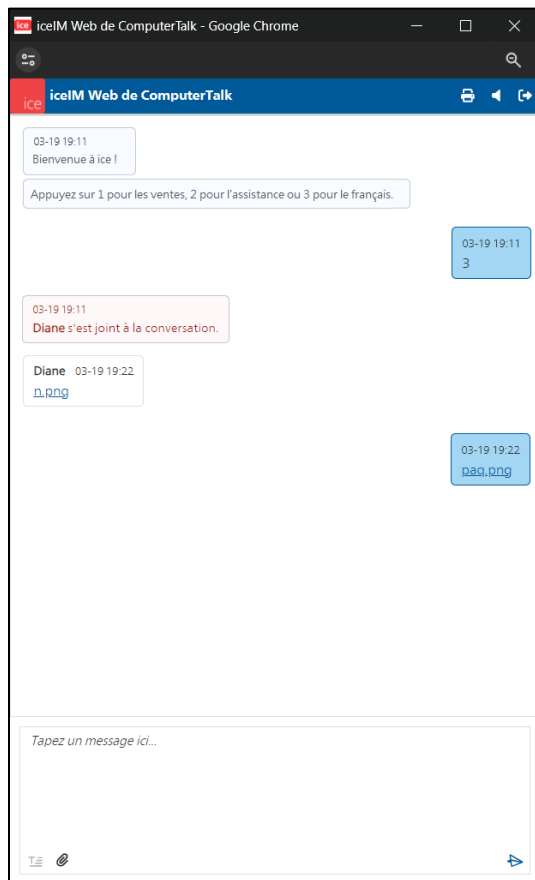 ice iceIM Web de ComputerTalk - Google Chrome
ice iceIM Web de ComputerTalk
03-19 19:11
Bienvenue à ice !
Appuyez sur 1 pour les ventes, 2 pour l'assistance ou 3 pour le français.
03-19 19:11
3
03-19 19:11
Diane s'est joint à la conversation.
Diane 03-19 19:22
n.png
03-19 19:22
paq.png
Tapez un message ici...